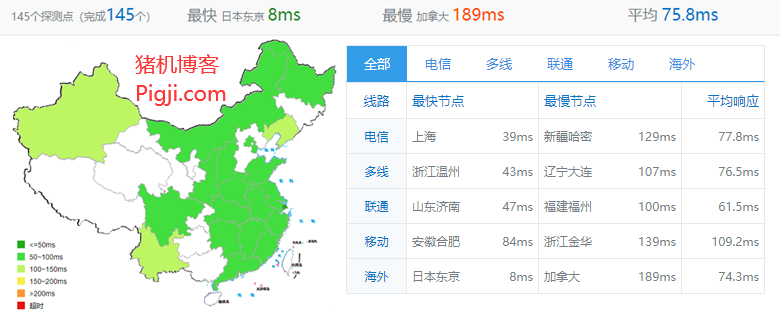 145个探测点（完成145个） 最快 日本东京 8ms 最慢 加拿大 189ms 平均 75.8ms
猪机博客
Pigji.com
全部 电信 多线 联通 移动 海外
线路 最快节点 最慢节点 平均响应
电信 上海 39ms 新疆哈密 129ms 77.8ms
多线 浙江温州 43ms 辽宁大连 107ms 76.5ms
联通 山东济南 47ms 福建福州 100ms 61.5ms
移动 安徽合肥 84ms 浙江金华 139ms 109.2ms
海外 日本东京 8ms 加拿大 189ms 74.3ms
<=50ms
50~100ms
100~150ms
150~200ms
>200ms
超时